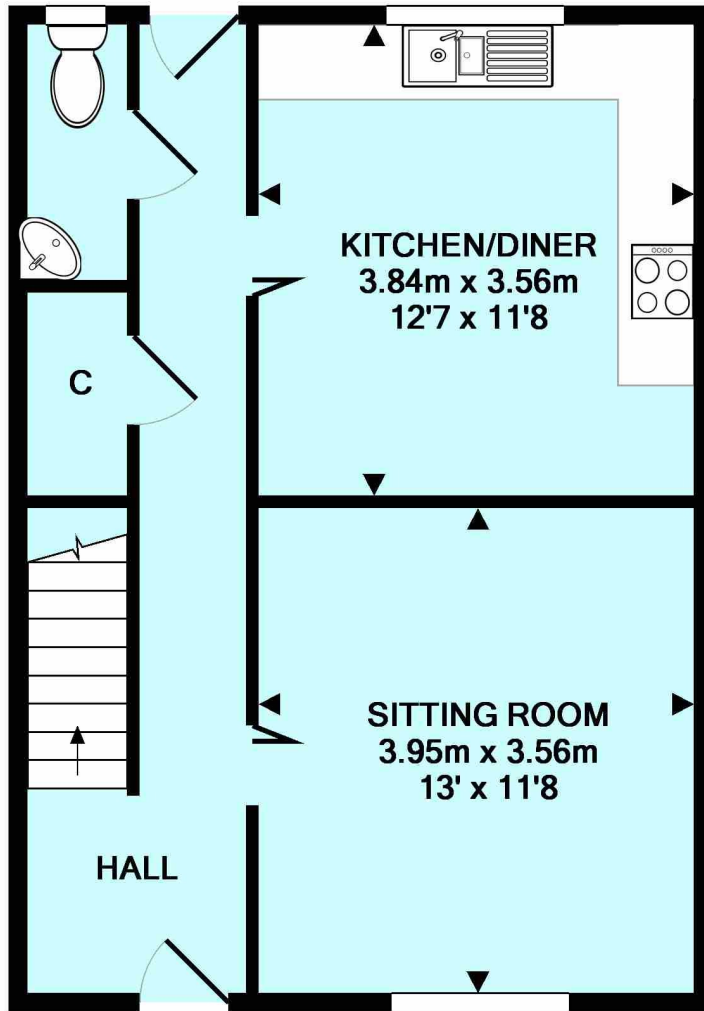 KITCHEN/DINER
3.84m x 3.56m
12'7 x 11'8
C
SITTING ROOM
3.95m x 3.56m
13' x 11'8
HALL